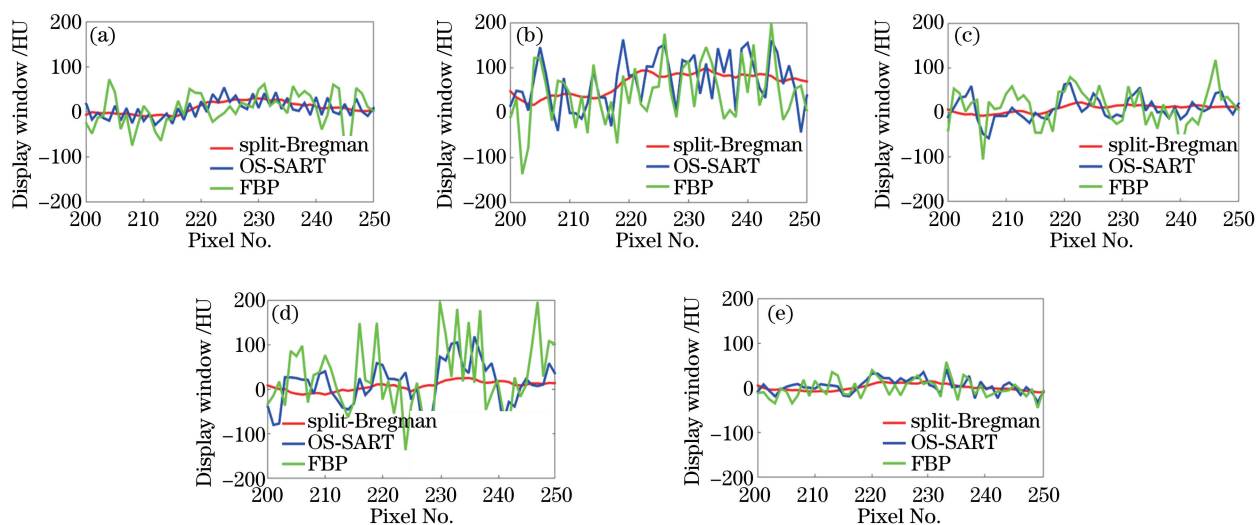 (a)
Display window /HU
200
100
0
−100
−200
split-Bregman
OS-SART
FBP
200 210 220 230 240 250
Pixel No.
(b)
Display window /HU
200
100
0
−100
−200
split-Bregman
OS-SART
FBP
200 210 220 230 240 250
Pixel No.
(c)
Display window /HU
200
100
0
−100
−200
split-Bregman
OS-SART
FBP
200 210 220 230 240 250
Pixel No.
(d)
Display window /HU
200
100
0
−100
−200
split-Bregman
OS-SART
FBP
200 210 220 230 240 250
Pixel No.
(e)
Display window /HU
200
100
0
−100
−200
split-Bregman
OS-SART
FBP
200 210 220 230 240 250
Pixel No.